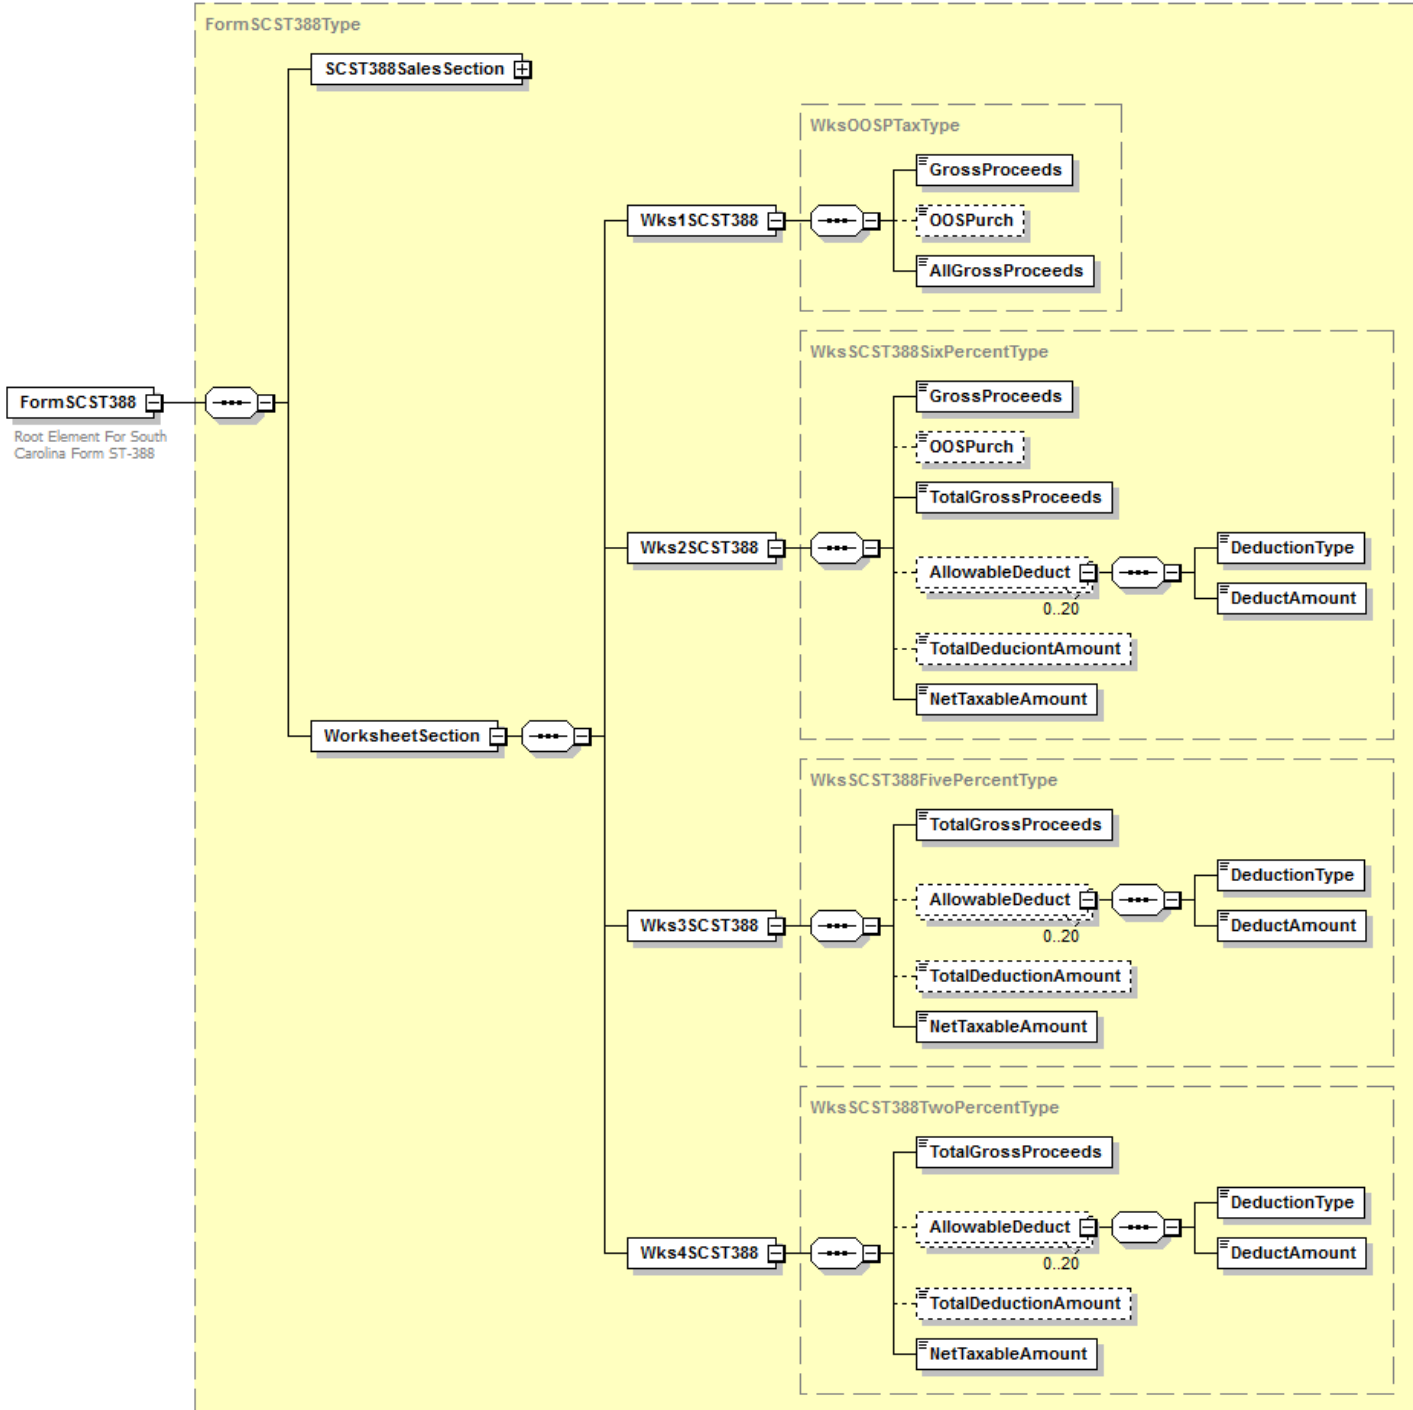 FormSCST388Type
SCST388SalesSection
WksOOSPTaxType
GrossProceeds
Wks1SCST388
OOSPurch
AllGrossProceeds
WksSCST388SixPercentType
GrossProceeds
FormSCST388
Root Element For South
Carolina Form ST-388
OOSPurch
TotalGrossProceeds
Wks2SCST388
DeductionType
AllowableDeduct
DeductAmount
0..20
TotalDeduciontAmount
NetTaxableAmount
WorksheetSection
WksSCST388FivePercentType
TotalGrossProceeds
DeductionType
AllowableDeduct
Wks3SCST388
DeductAmount
0..20
TotalDeductionAmount
NetTaxableAmount
WksSCST388TwoPercentType
TotalGrossProceeds
DeductionType
AllowableDeduct
Wks4SCST388
DeductAmount
0..20
TotalDeductionAmount
NetTaxableAmount